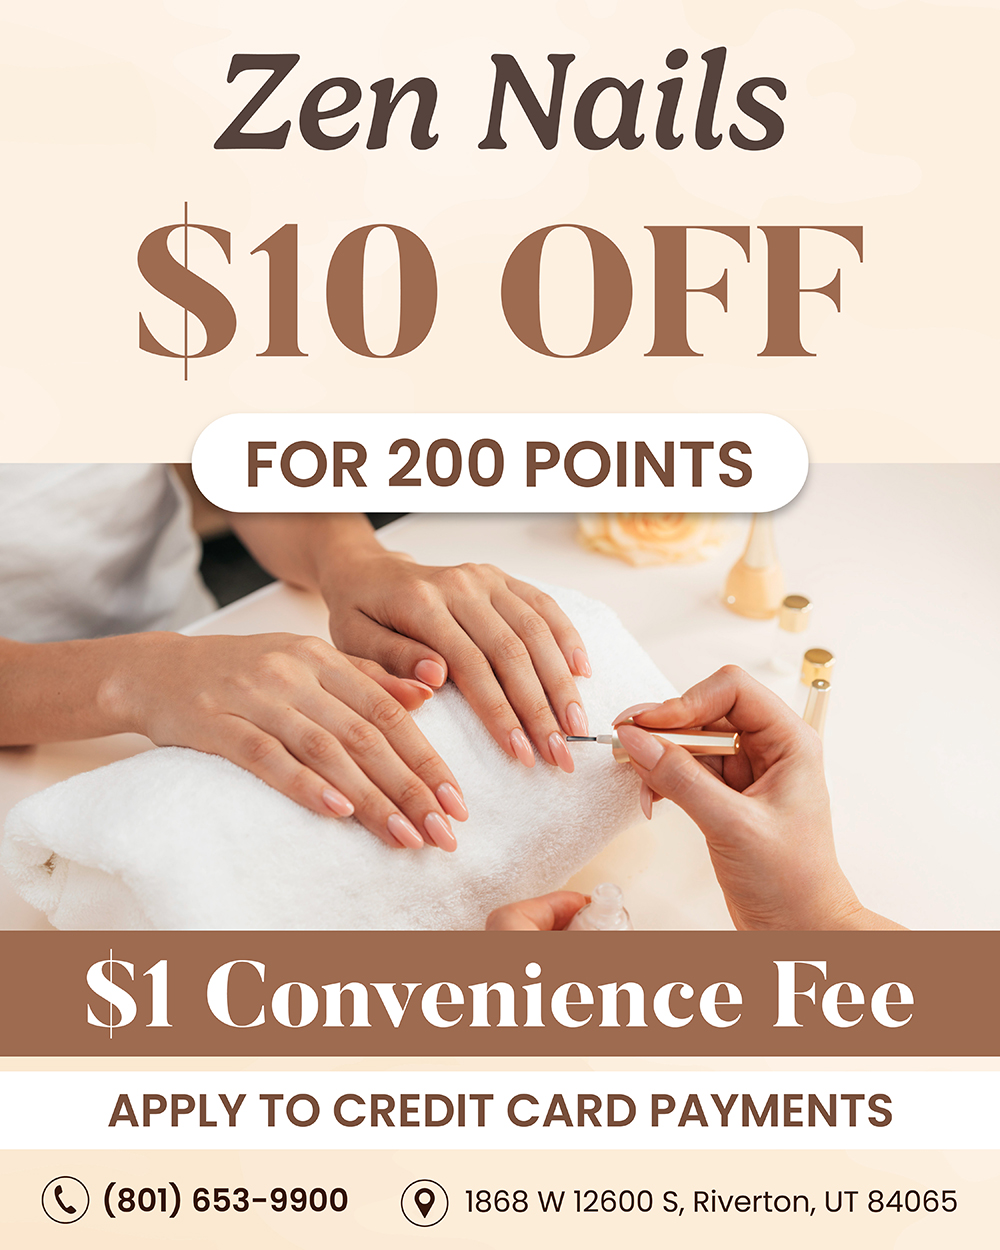 Zen Nails
$10 OFF
FOR 200 POINTS
$1 Convenience Fee
APPLY TO CREDIT CARD PAYMENTS
(801) 653-9900
1868 W 12600 S, Riverton, UT 84065